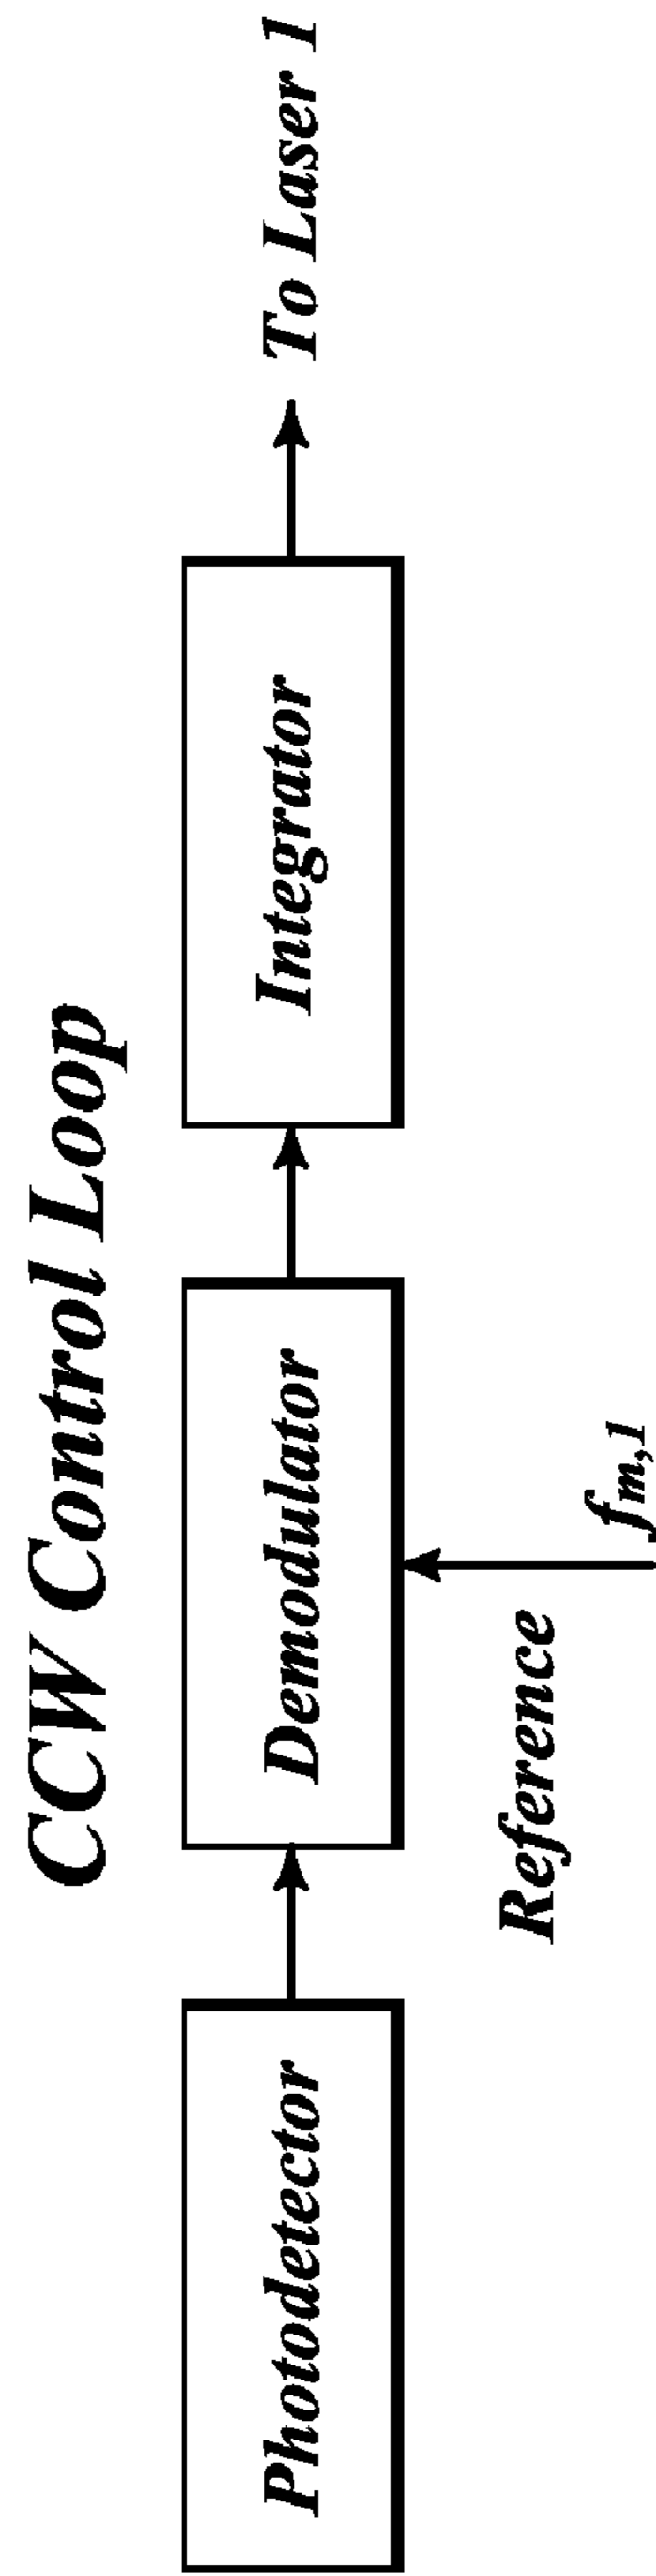 CCW Control Loop
Photodetector
Demodulator
Integrator
To Laser 1
Reference
fm,1